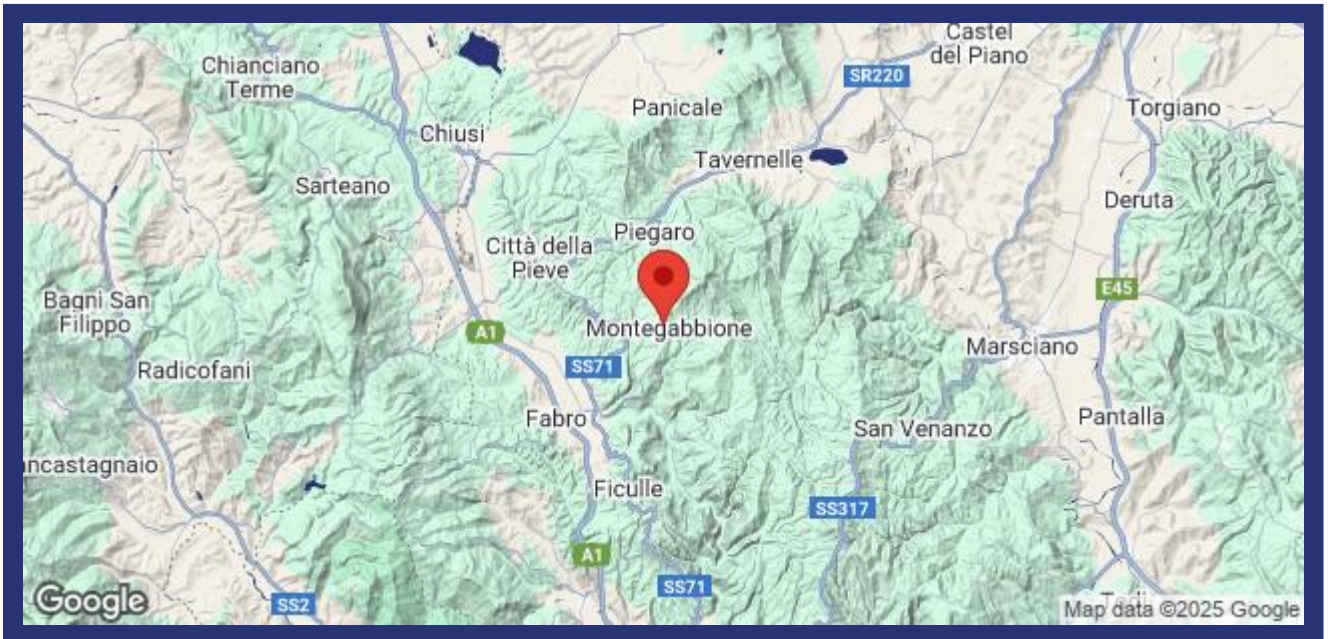 Castel
del Piano
Chianciano
Terme
SR220
Panicale
Torgiano
Chiusi
Tavernelle
Sarteano
Deruta
Piegaro
Città della
Pieve
E45
Bagni San
Filippo
Montegabbione
A1
Marsciano
SS71
Radicofani
Fabro
Pantalla
San Venanzo
ncastagnaio
Ficulle
SS317
A1
SS71
SS2
Google
Todi
Map data ©2025 Google